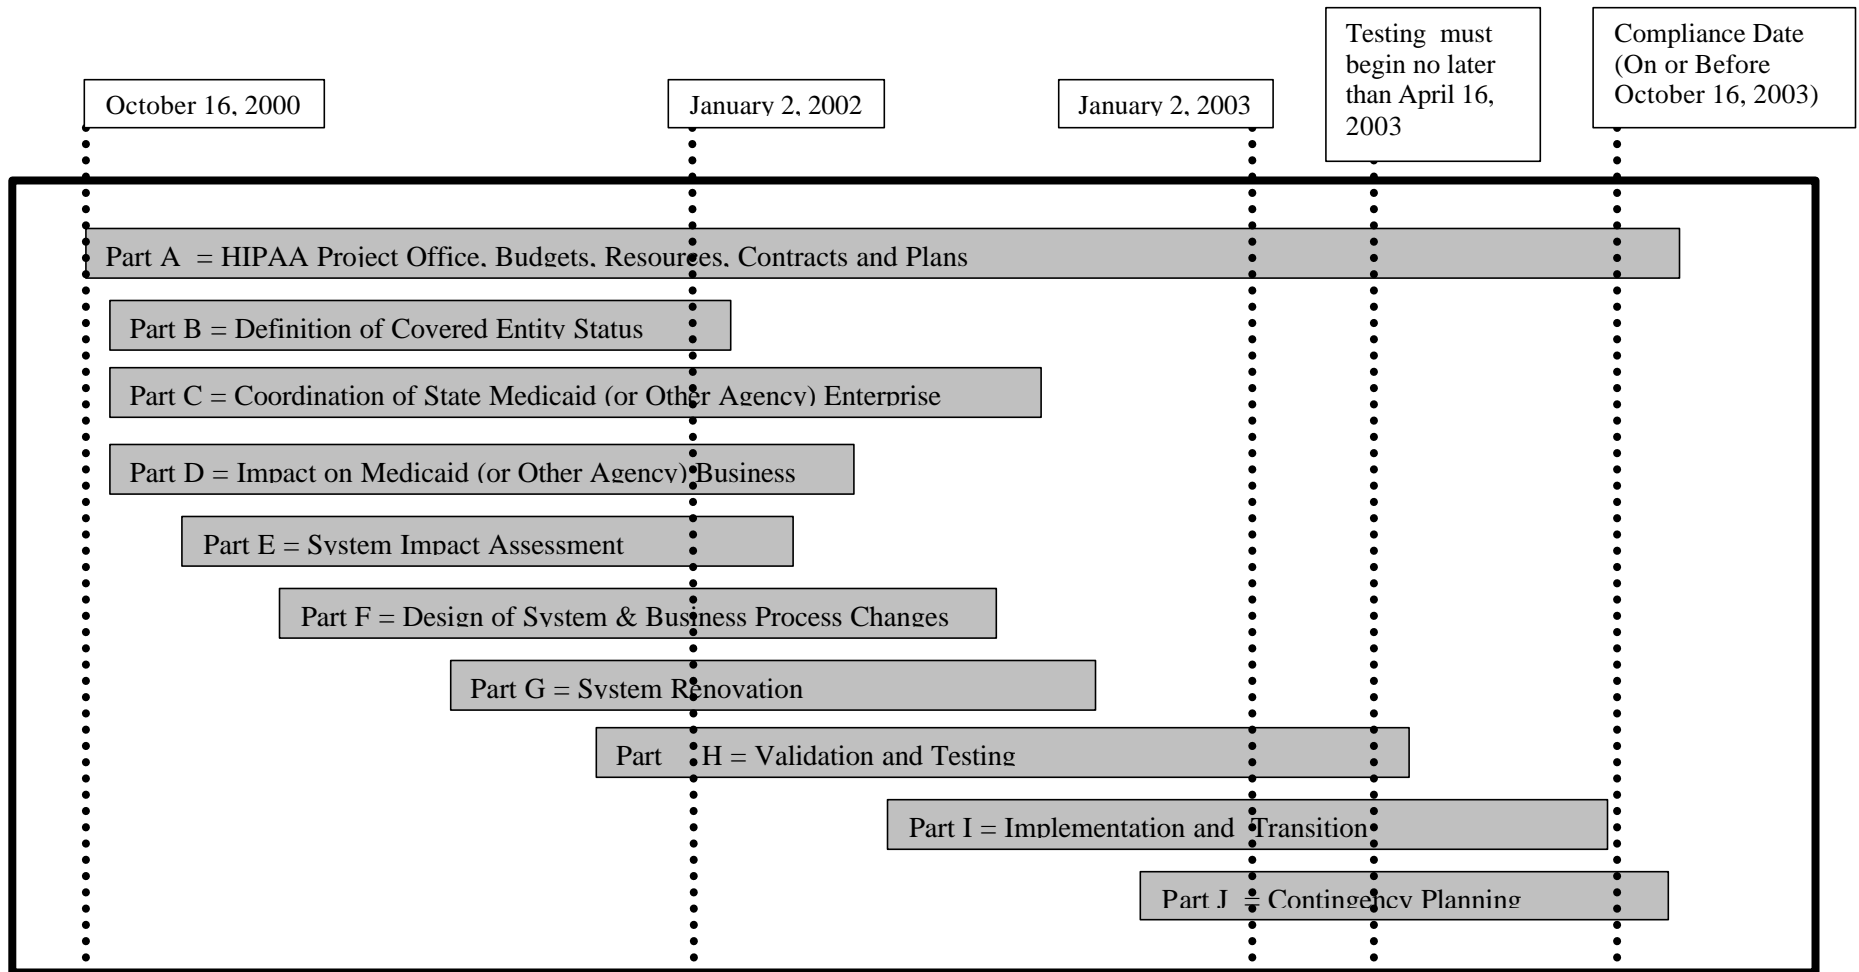 Testing must
begin no later
than April 16,
2003
Compliance Date
(On or Before
October 16, 2003)
October 16, 2000
January 2, 2002
January 2, 2003
Part A = HIPAA Project Office, Budgets, Resources, Contracts and Plans
Part B = Definition of Covered Entity Status
Part C = Coordination of State Medicaid (or Other Agency) Enterprise
Part D = Impact on Medicaid (or Other Agency) Business
Part E = System Impact Assessment
Part F = Design of System & Business Process Changes
Part G = System Renovation
Part H = Validation and Testing
Part I = Implementation and Transition
Part J = Contingency Planning